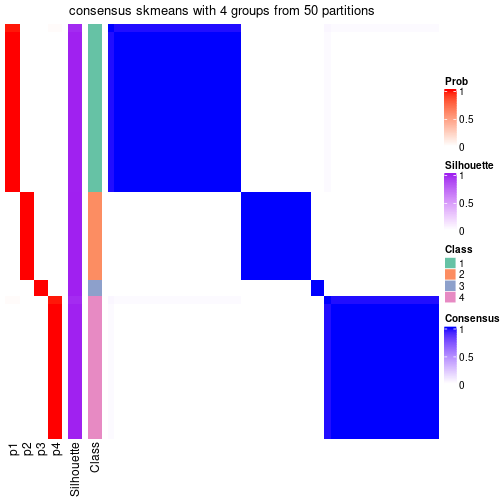 consensus skmeans with 4 groups from 50 partitions
Prob
1
0.5
0
Silhouette
1
0.5
0
Class
1
2
3
4
Consensus
1
0.5
0
p1
p2
p3
p4
Silhouette
Class